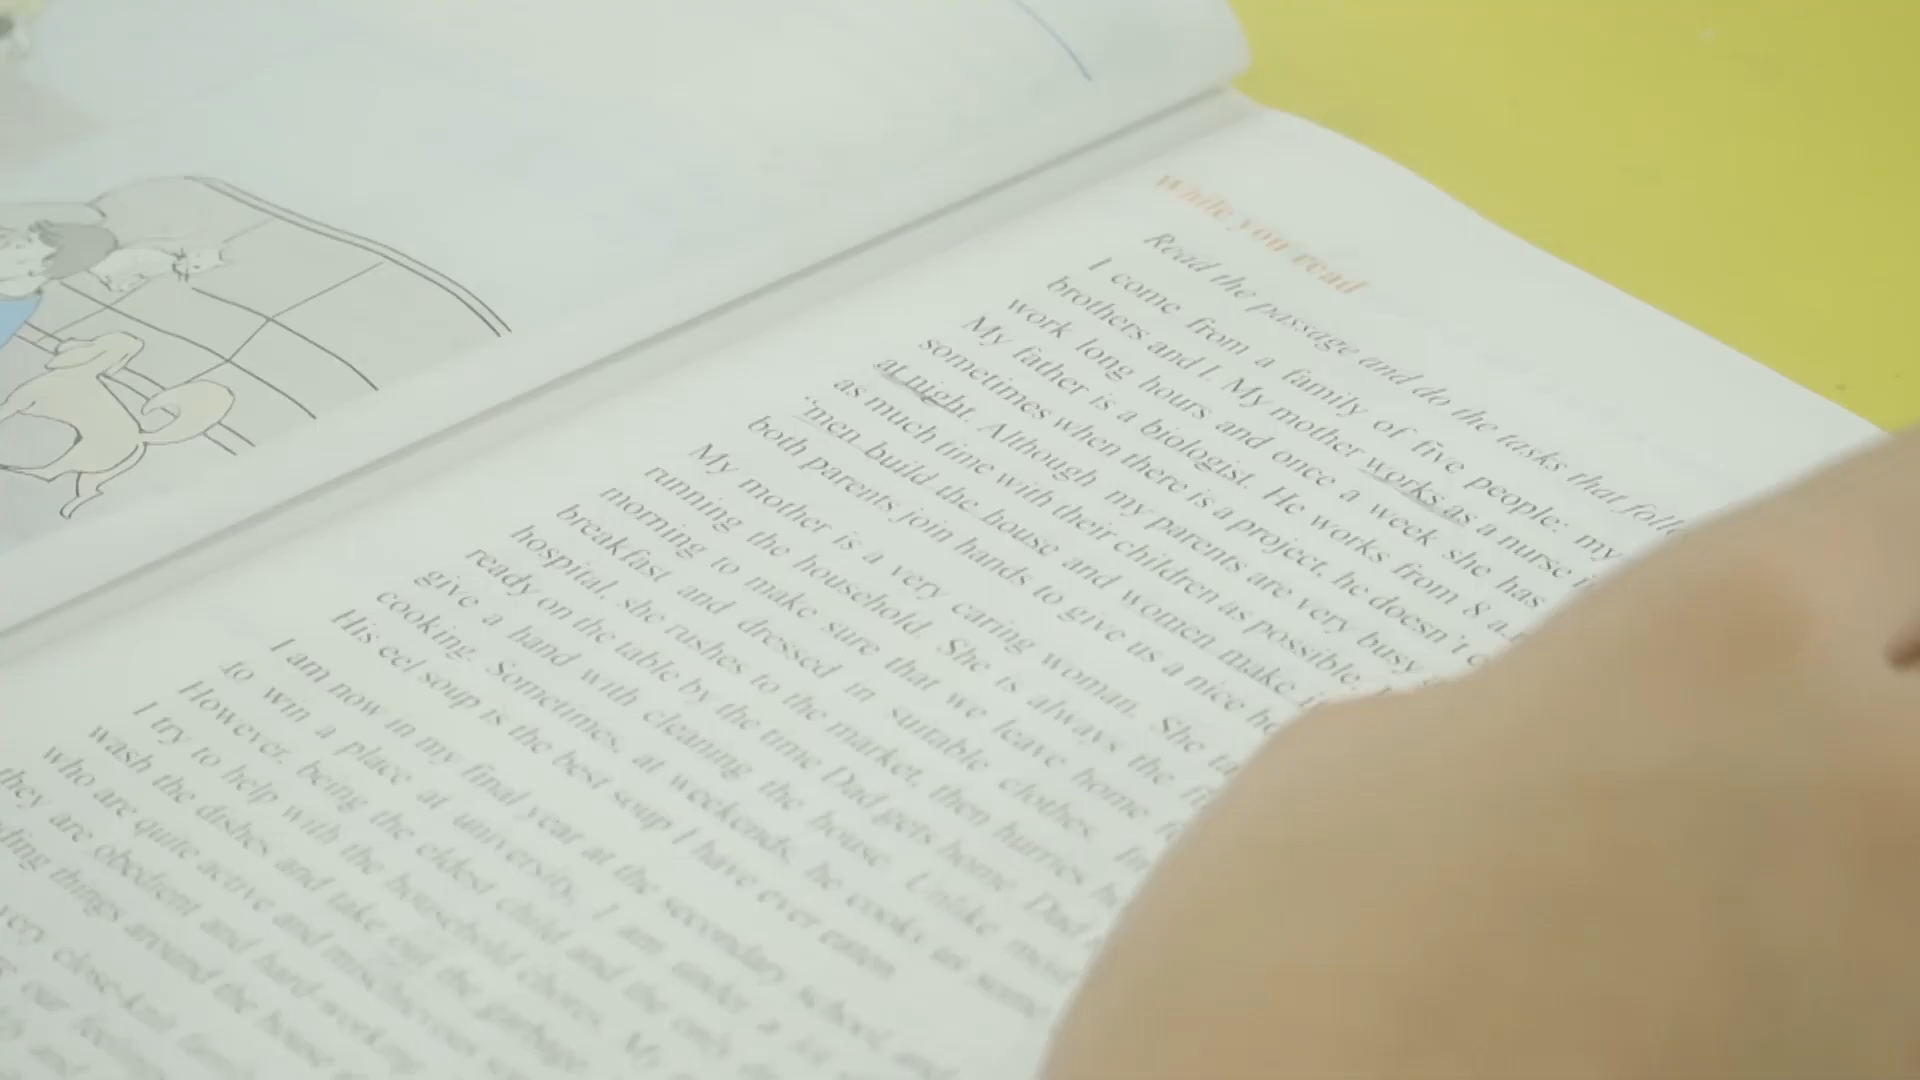 While you read
Read the passage and do the tasks that follow
I come from a family of five people: my
brothers and I. My mother works as a nurse
work long hours and once a week she has
My father is a biologist. He works from 8 a.
sometimes when there is a project, he doesn't
at night. Although my parents are very busy
as much time with their children as possible.
"men build the house and women make
both parents join hands to give us a nice
My mother is a very caring woman. She
running the household. She is always the
morning to make sure that we leave home
breakfast and dressed in suitable clothes.
hospital, she rushes to the market, then hurries
ready on the table by the time Dad gets home. Dad
give a hand with cleaning the house. Unlike most
cooking. Sometimes, at weekends, he cooks us some
His eel soup is the best soup I have ever eaten.
I am now in my final year at the secondary school and
to win a place at university, I am under a lot
However, being the eldest child and the only
I try to help with the household chores. My
wash the dishes and take out the garbage
who are quite active and mischievous
they are obedient and hard-working
things around the house
very close-knit family
our feelings
and